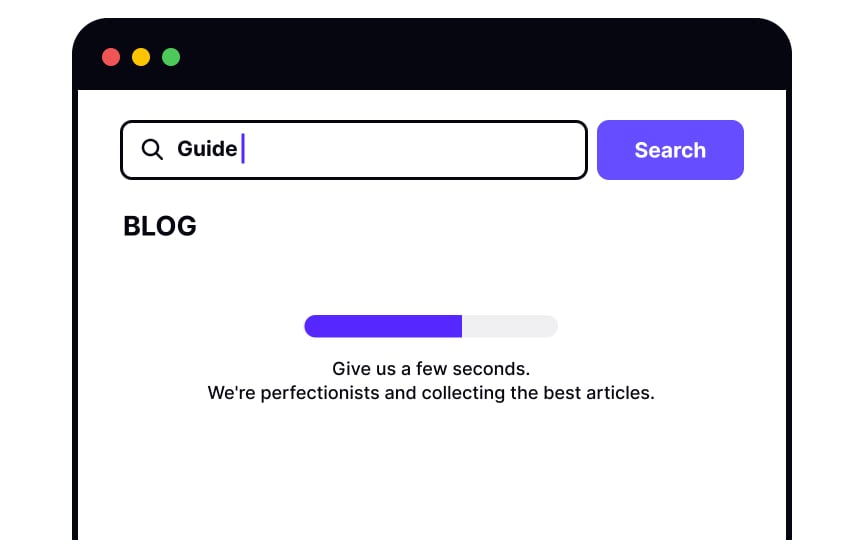 Guide
Search
BLOG
Give us a few seconds.
We're perfectionists and collecting the best articles.